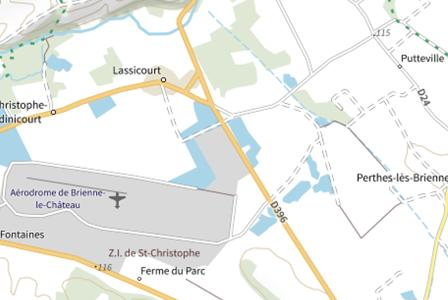 115
Putteville
Lassicourt
D24
christophe-
dinicourt
Perthes-lès-Brienne
Aérodrome de Brienne-
le-Château
D396
Fontaines
Z.I. de St-Christophe
116
Ferme du Parc